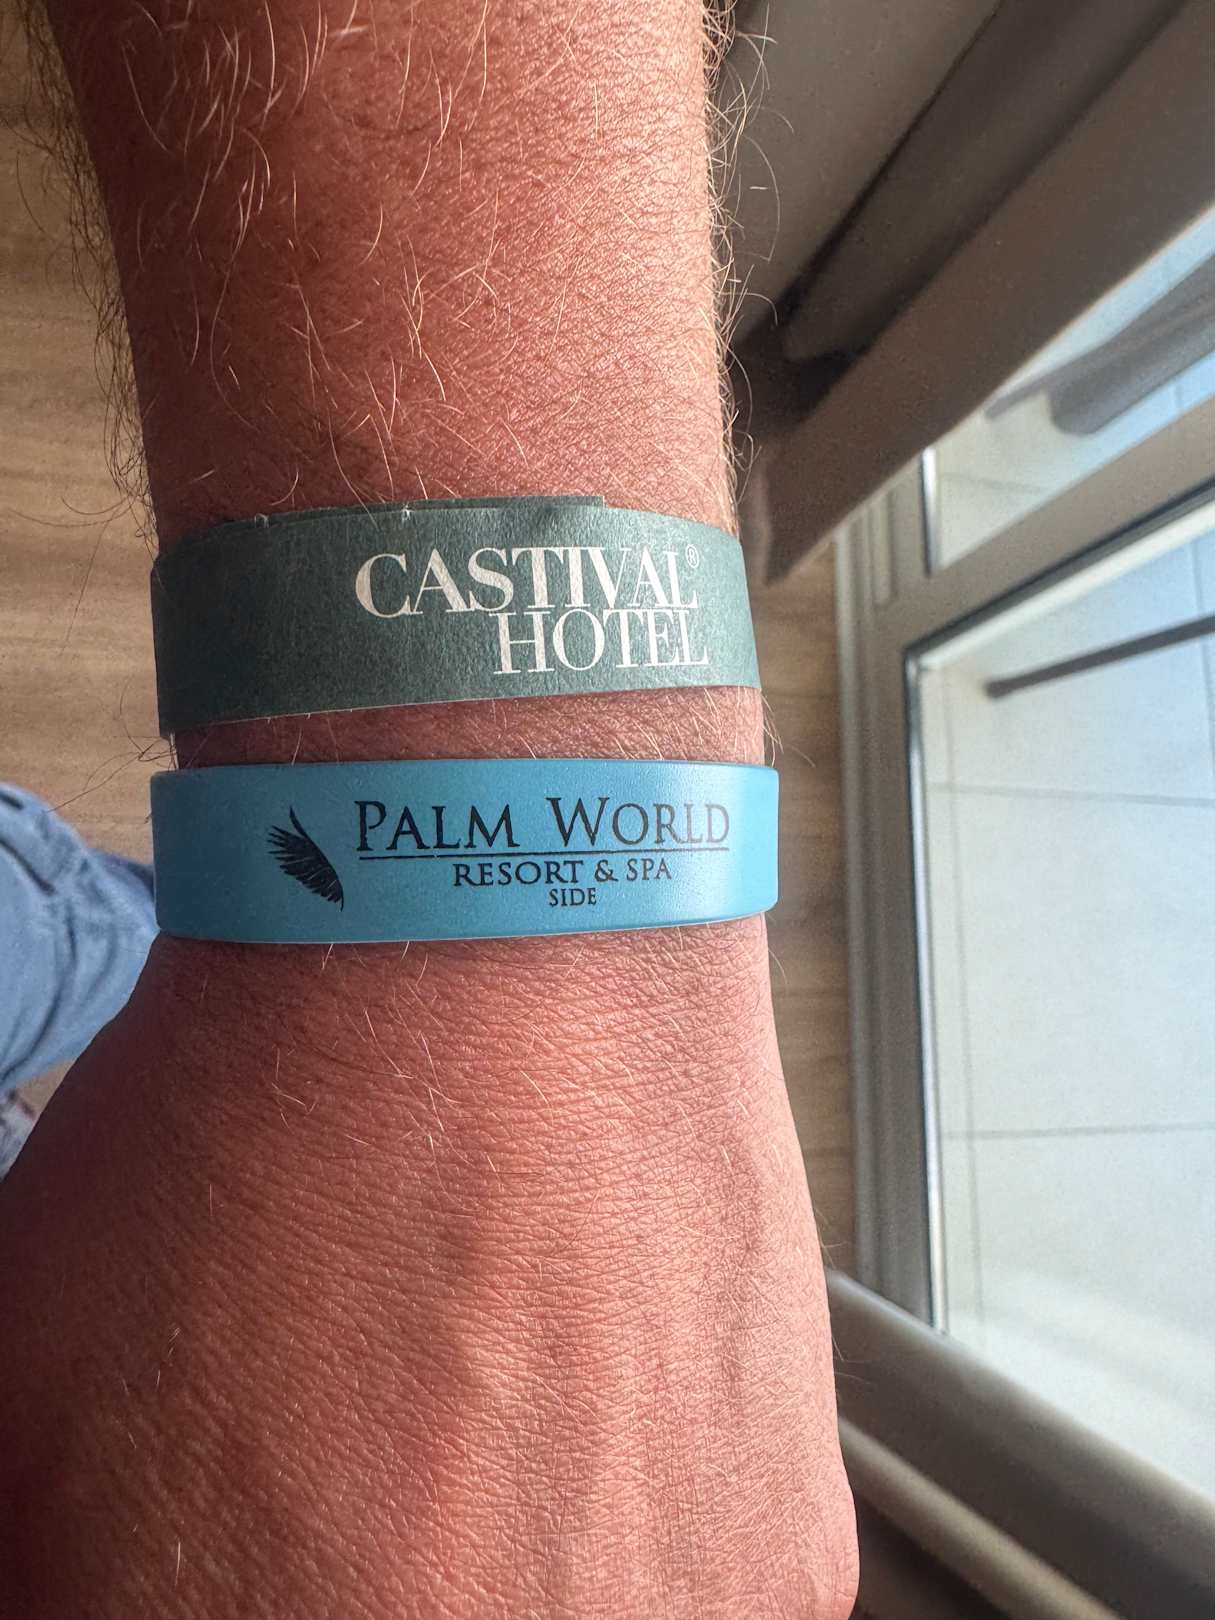 CASTIVAL®
HOTEL
PALM WORLD
RESORT & SPA
SIDE